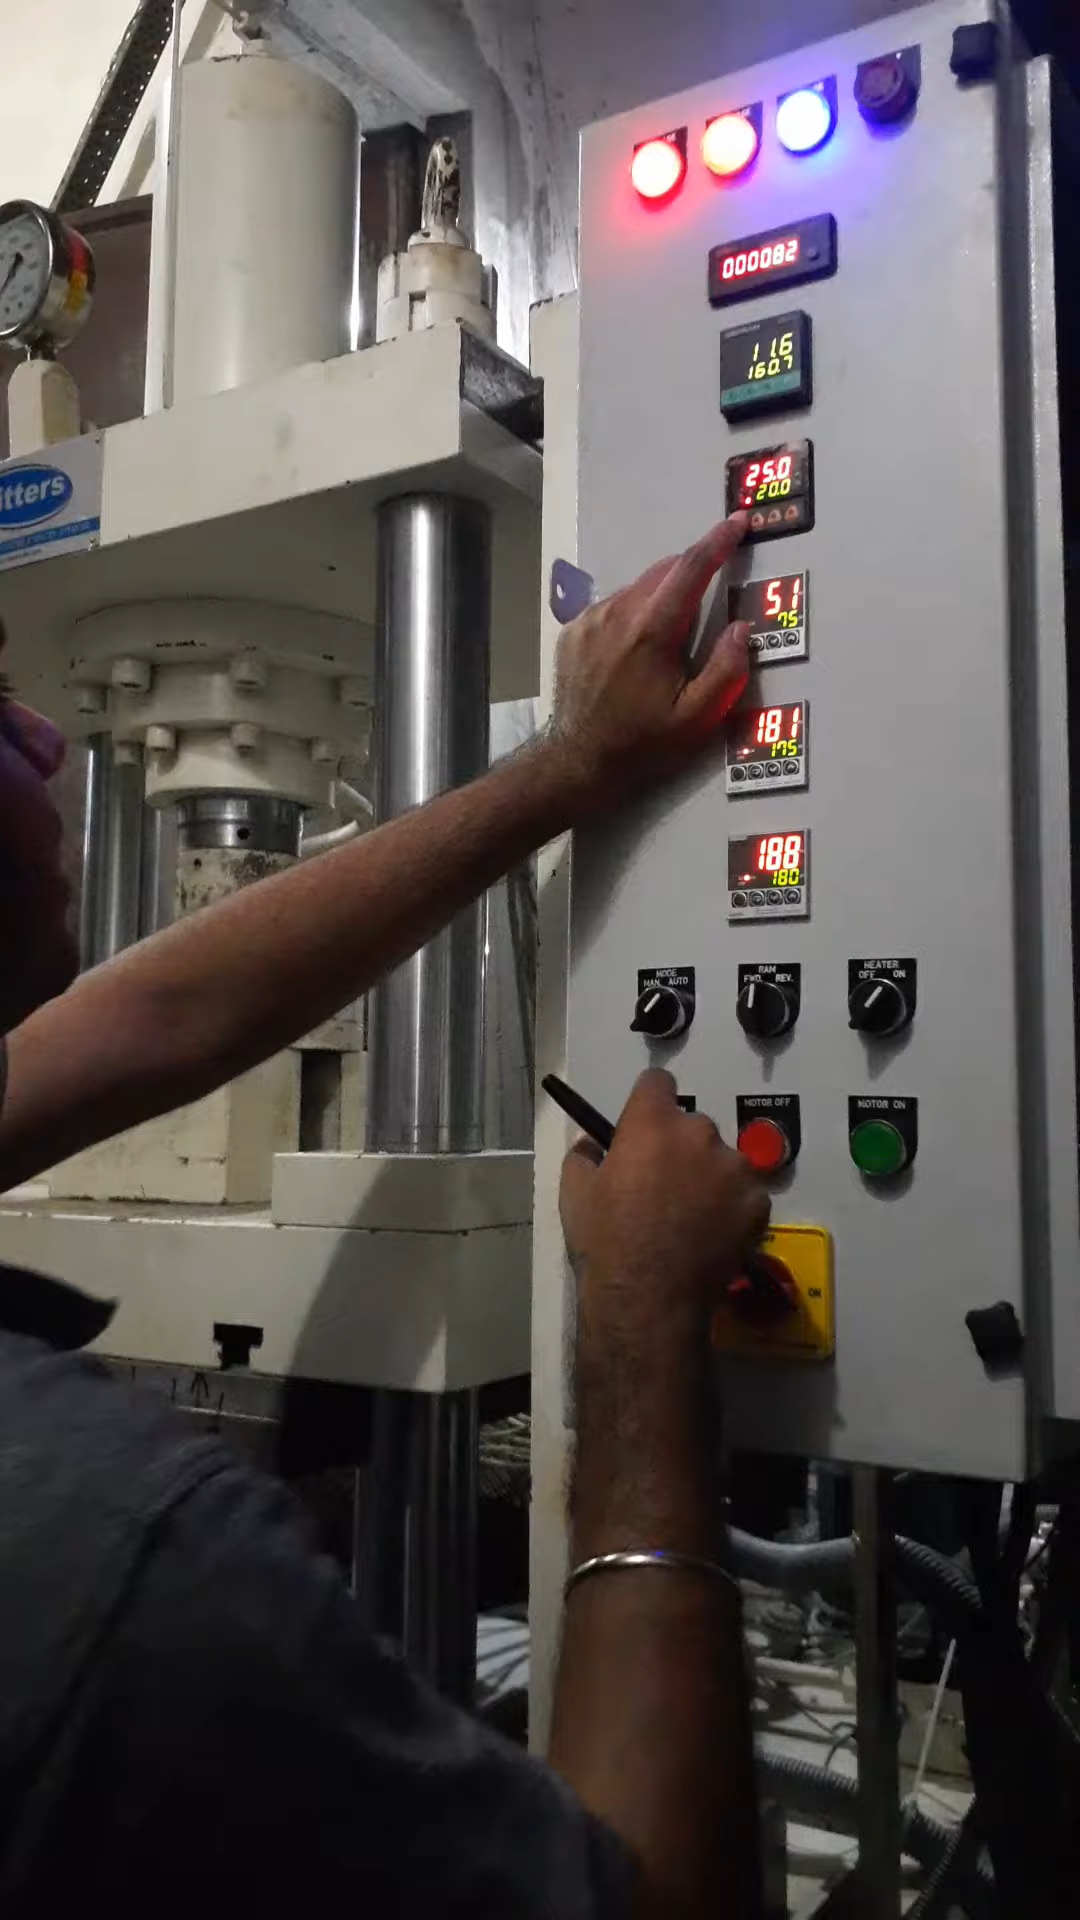 000082
11.6
160.7
itters
25.0
20.0
51
75
181
175
188
180
MODE
MAN. AUTO
RAM
FWD. REV.
HEATER
OFF ON
MOTOR OFF
MOTOR ON
ON